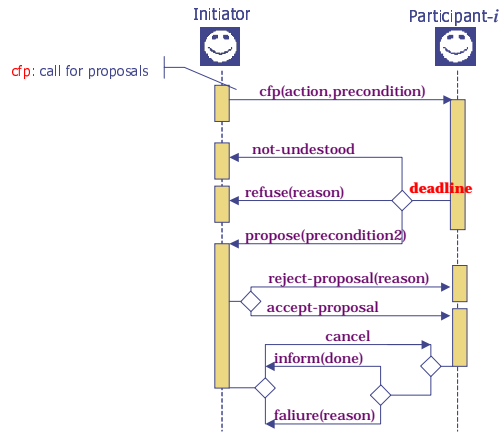 Initiator
Participant-i
cfp: call for proposals
cfp(action,precondition)
not-undestood
deadline
refuse(reason)
propose(precondition2)
reject-proposal(reason)
accept-proposal
cancel
inform(done)
faliure(reason)